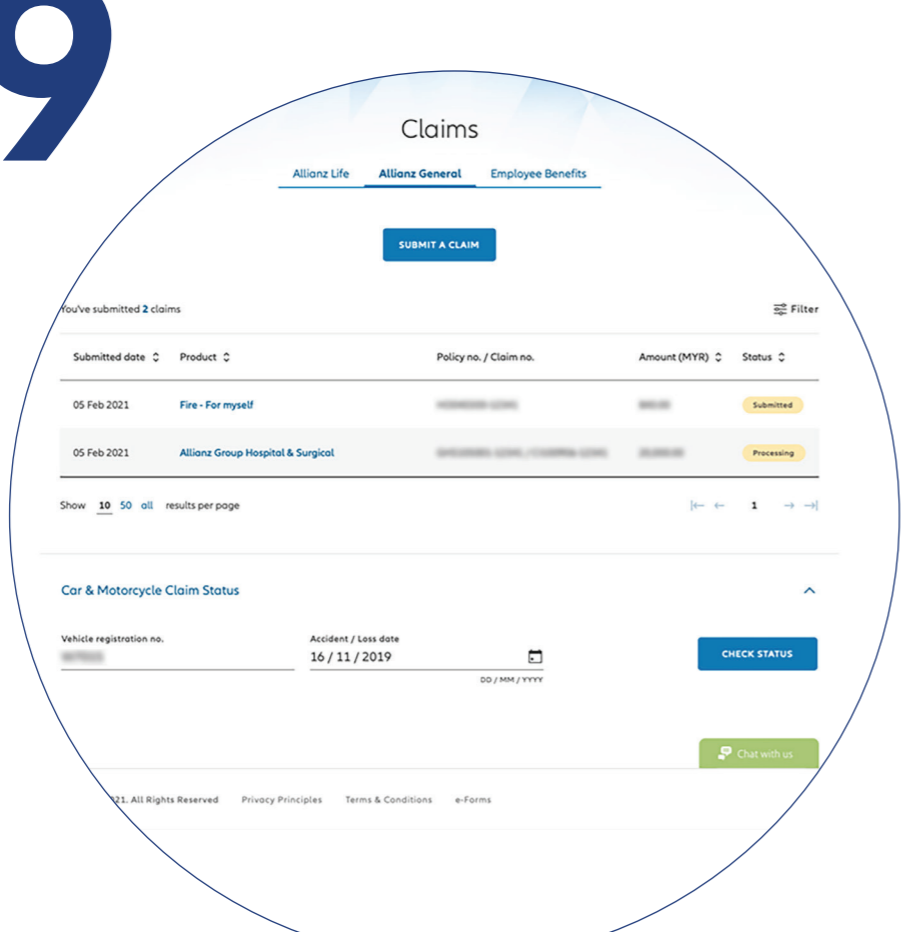 9
Claims
Allianz Life Allianz General Employee Benefits
SUBMIT A CLAIM
You've submitted 2 claims Filter
Submitted date Product Policy no. / Claim no. Amount (MYR) Status
05 Feb 2021 Fire - For myself Submitted
05 Feb 2021 Allianz Group Hospital & Surgical Processing
Show 10 50 all results per page 1
Car & Motorcycle Claim Status
Vehicle registration no. Accident / Loss date
16 / 11 / 2019 CHECK STATUS
DD / MM / YYYY
Chat with us
021. All Rights Reserved Privacy Principles Terms & Conditions e-Forms